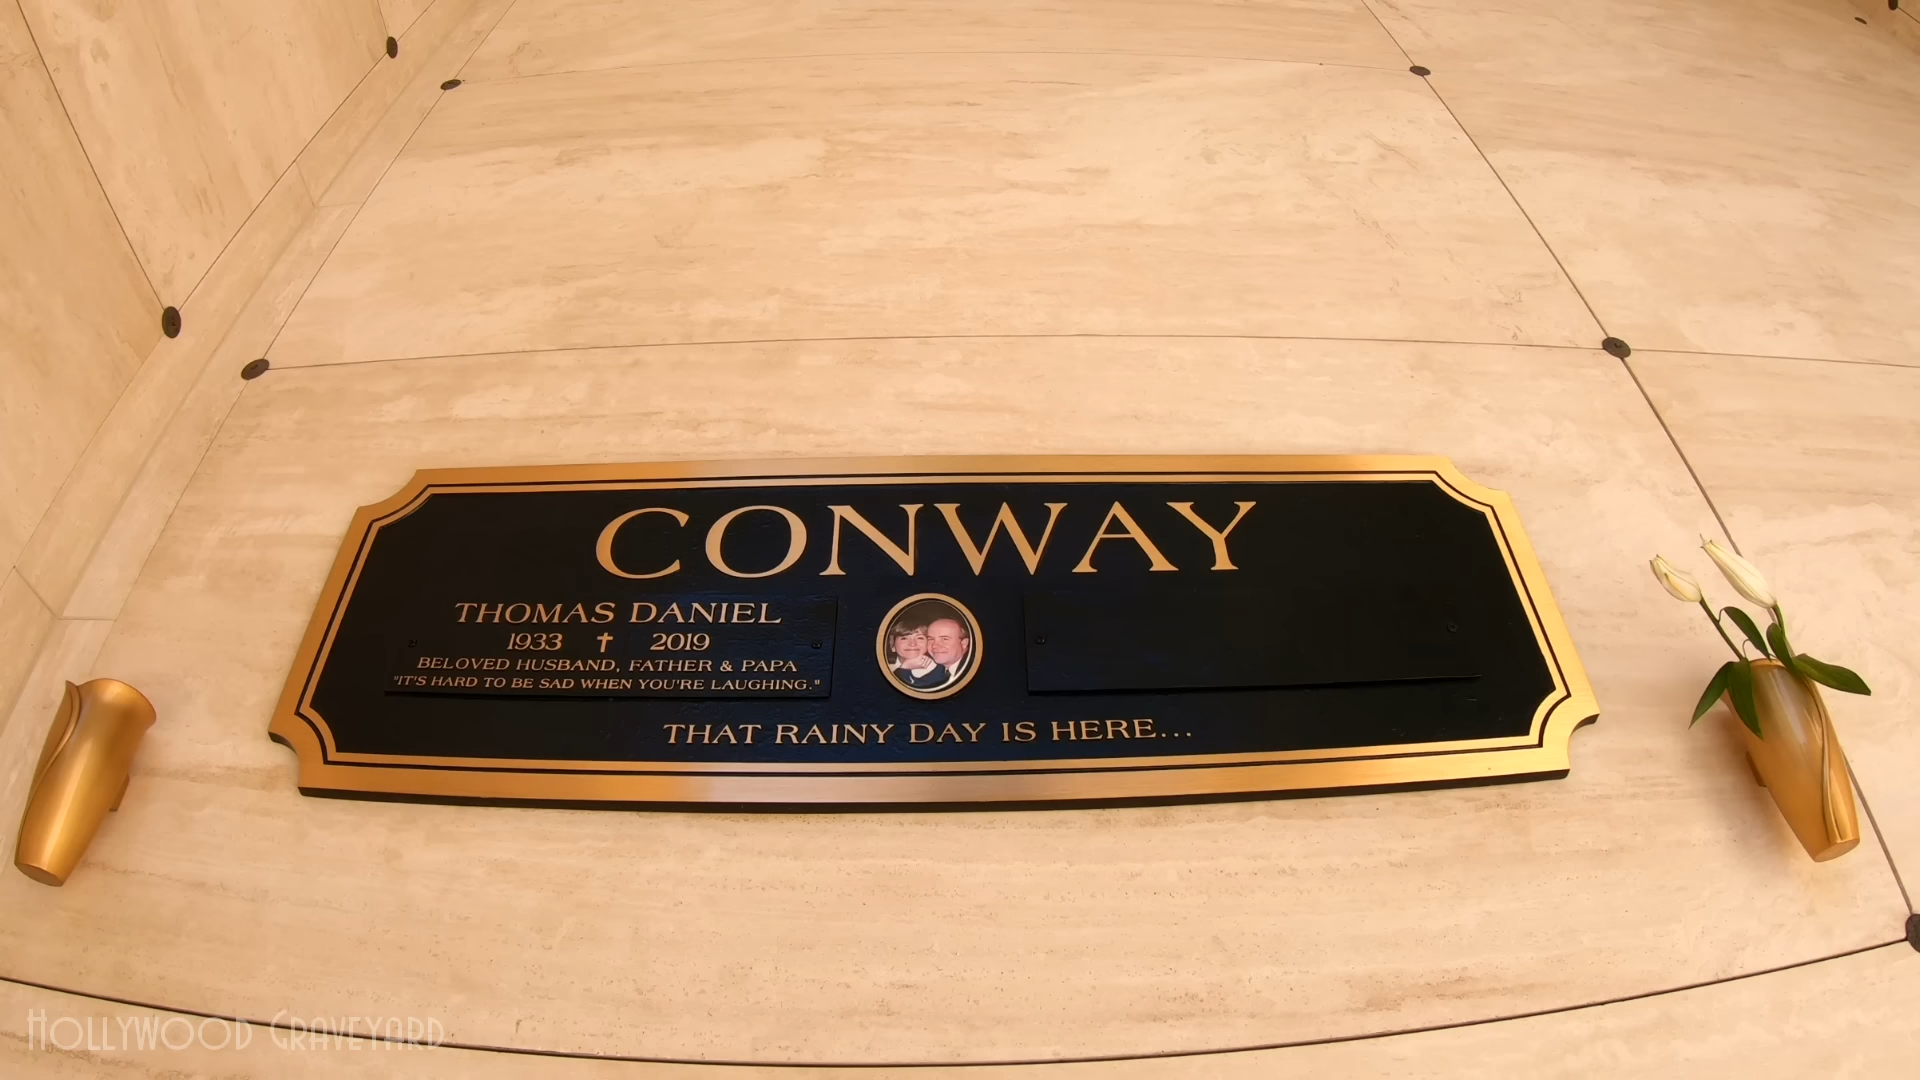 CONWAY
THOMAS DANIEL
1933 ✝ 2019
BELOVED HUSBAND, FATHER & PAPA
"IT'S HARD TO BE SAD WHEN YOU'RE LAUGHING."
THAT RAINY DAY IS HERE...
HOLLYWOOD GRAVEYARD